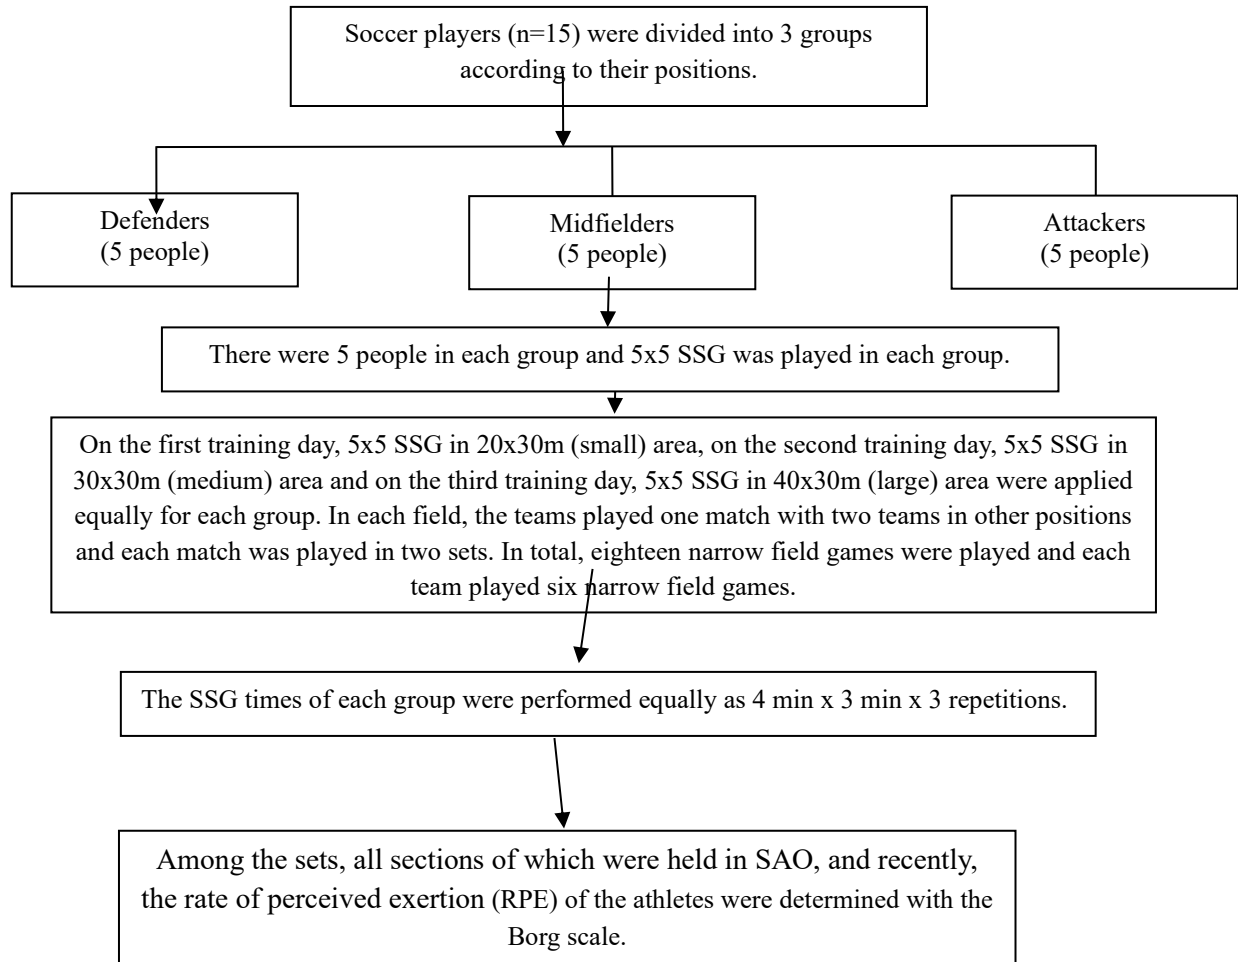 Soccer players (n=15) were divided into 3 groups
according to their positions.
Defenders
(5 people)
Midfielders
(5 people)
Attackers
(5 people)
There were 5 people in each group and 5x5 SSG was played in each group.
On the first training day, 5x5 SSG in 20x30m (small) area, on the second training day, 5x5 SSG in
30x30m (medium) area and on the third training day, 5x5 SSG in 40x30m (large) area were applied
equally for each group. In each field, the teams played one match with two teams in other positions
and each match was played in two sets. In total, eighteen narrow field games were played and each
team played six narrow field games.
The SSG times of each group were performed equally as 4 min x 3 min x 3 repetitions.
Among the sets, all sections of which were held in SAO, and recently,
the rate of perceived exertion (RPE) of the athletes were determined with the
Borg scale.